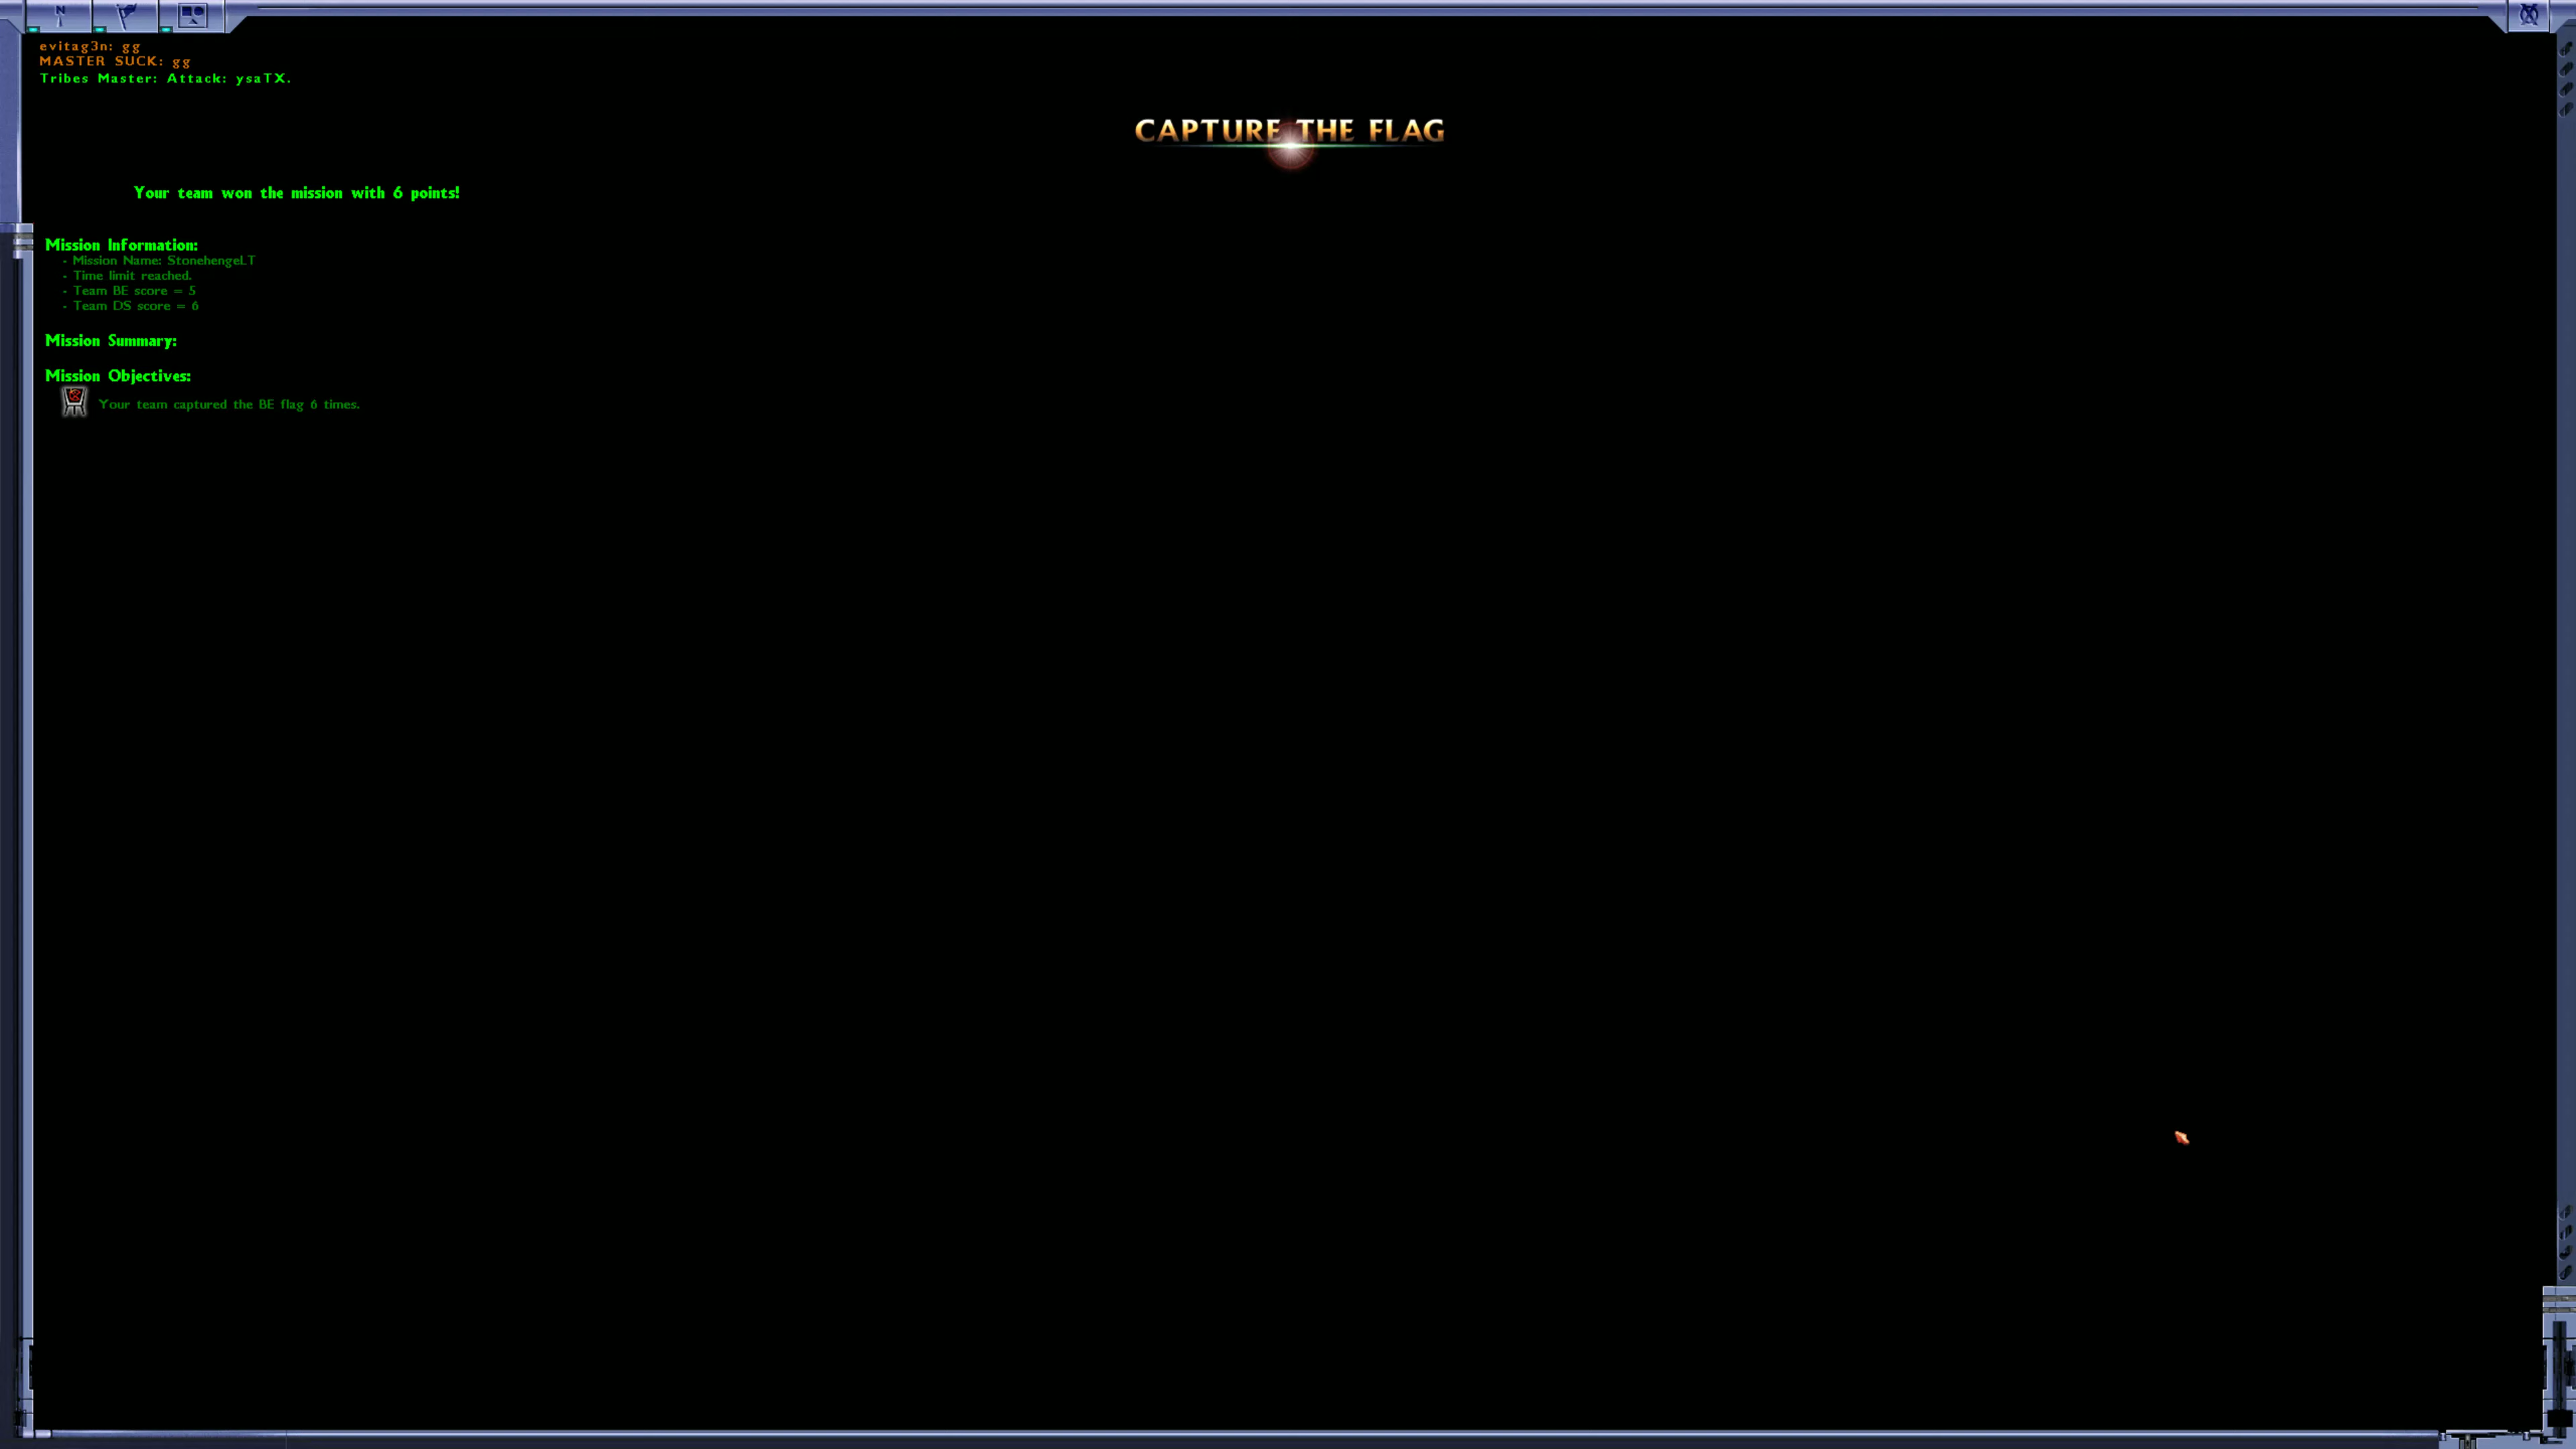 N
evitag3n: gg
MASTER SUCK: gg
Tribes Master: Attack: ysaTX.
CAPTURE THE FLAG
Your team won the mission with 6 points!
Mission Information:
- Mission Name: StonehengeLT
- Time limit reached.
- Team BE score = 5
- Team DS score = 6
Mission Summary:
Mission Objectives:
Your team captured the BE flag 6 times.